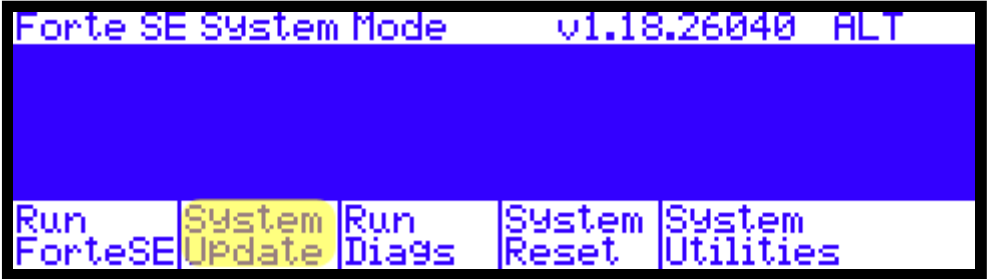 Forte SE System Mode v1.18.26040 ALT
Run ForteSE
System Update
Run Diags
System Reset
System Utilities